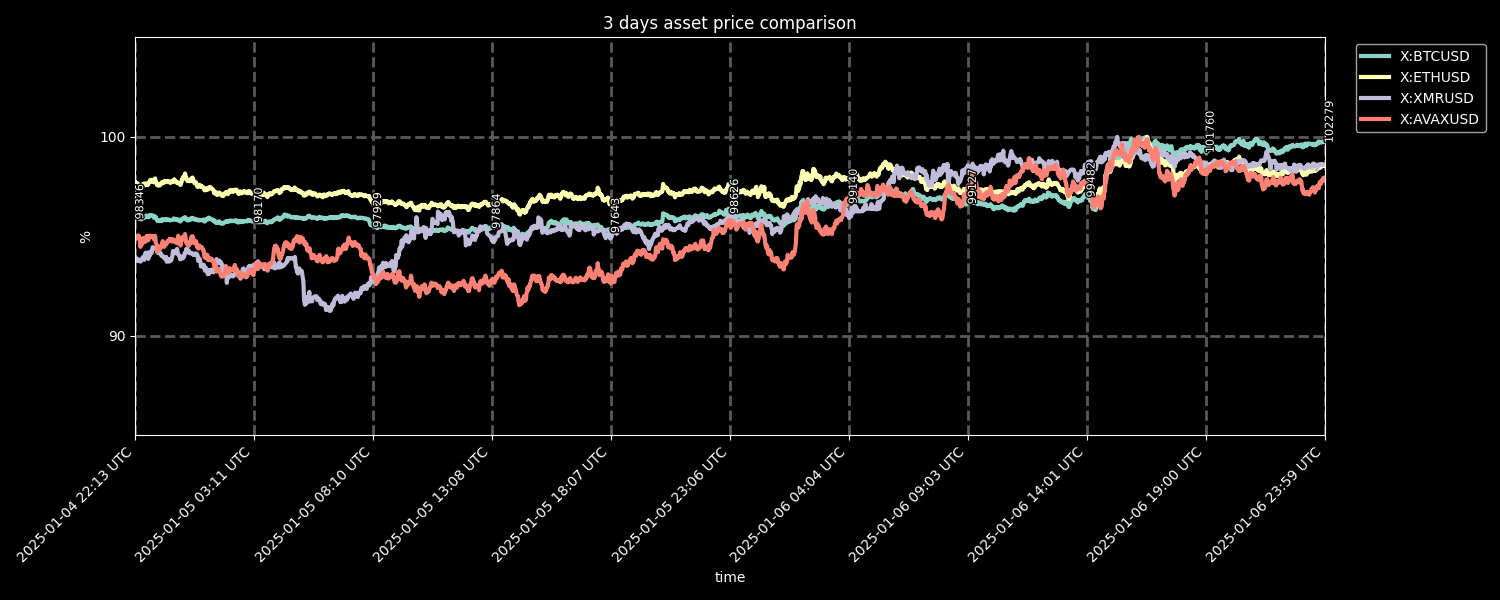 3 days asset price comparison
X:BTCUSD
X:ETHUSD
X:XMRUSD
X:AVAXUSD
100
90
%
98346
98170
97929
97864
97643
98626
99140
99127
99482
101760
102279
2025-01-04 22:13 UTC
2025-01-05 03:11 UTC
2025-01-05 08:10 UTC
2025-01-05 13:08 UTC
2025-01-05 18:07 UTC
2025-01-05 23:06 UTC
2025-01-06 04:04 UTC
2025-01-06 09:03 UTC
2025-01-06 14:01 UTC
2025-01-06 19:00 UTC
2025-01-06 23:59 UTC
time